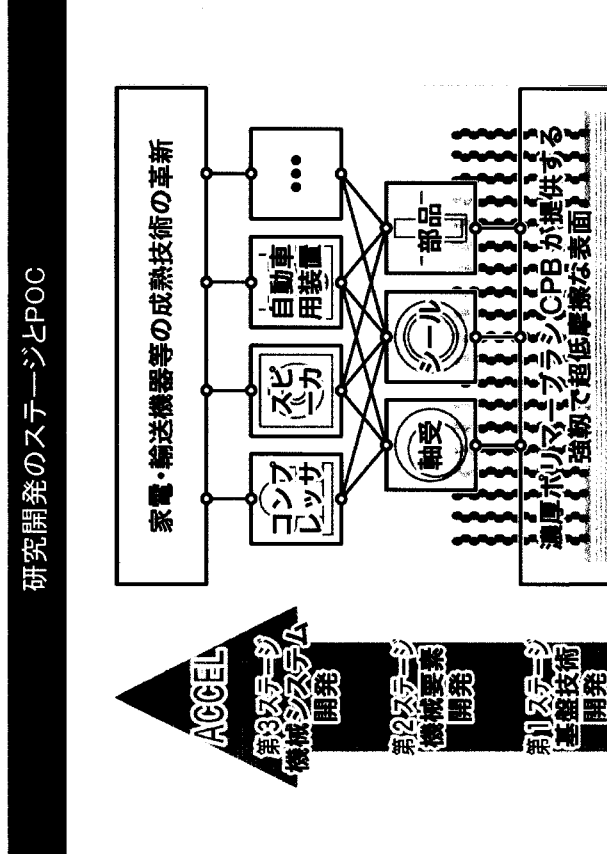 研究開発のステージとPOC
家電・輸送機器等の成熟技術の革新
コンプ
レッサ
スピ
ニカ
自動車
用装置
•••
軸受
シール
部品
濃厚ポリマーブラシ/CPBが提供する
強靭で超低摩擦な表面
ACCEL
第3ステージ
機械システム
開発
第2ステージ
機械要素
開発
第1ステージ
基盤技術
開発